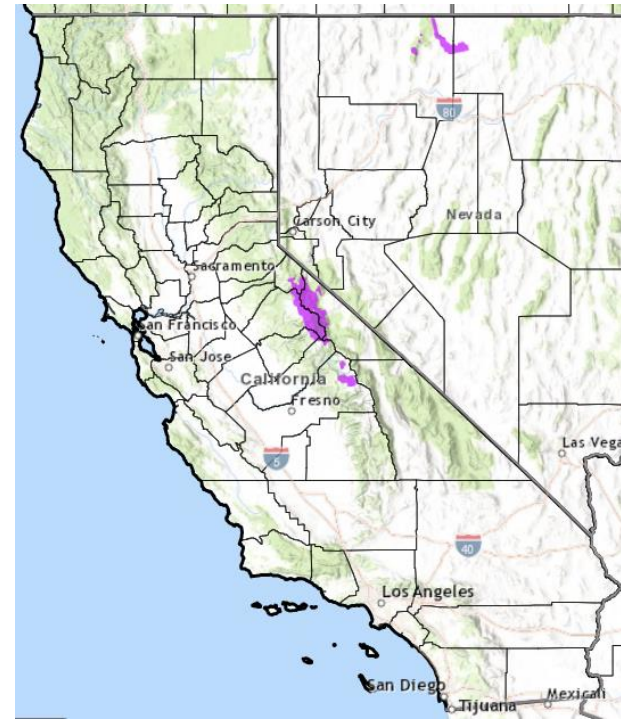 80
Carson City
Nevada
Sacramento
San Francisco
San Jose
California
Fresno
5
Las Vega
40
Los Angeles
San Diego
Tijuana
Mexicali